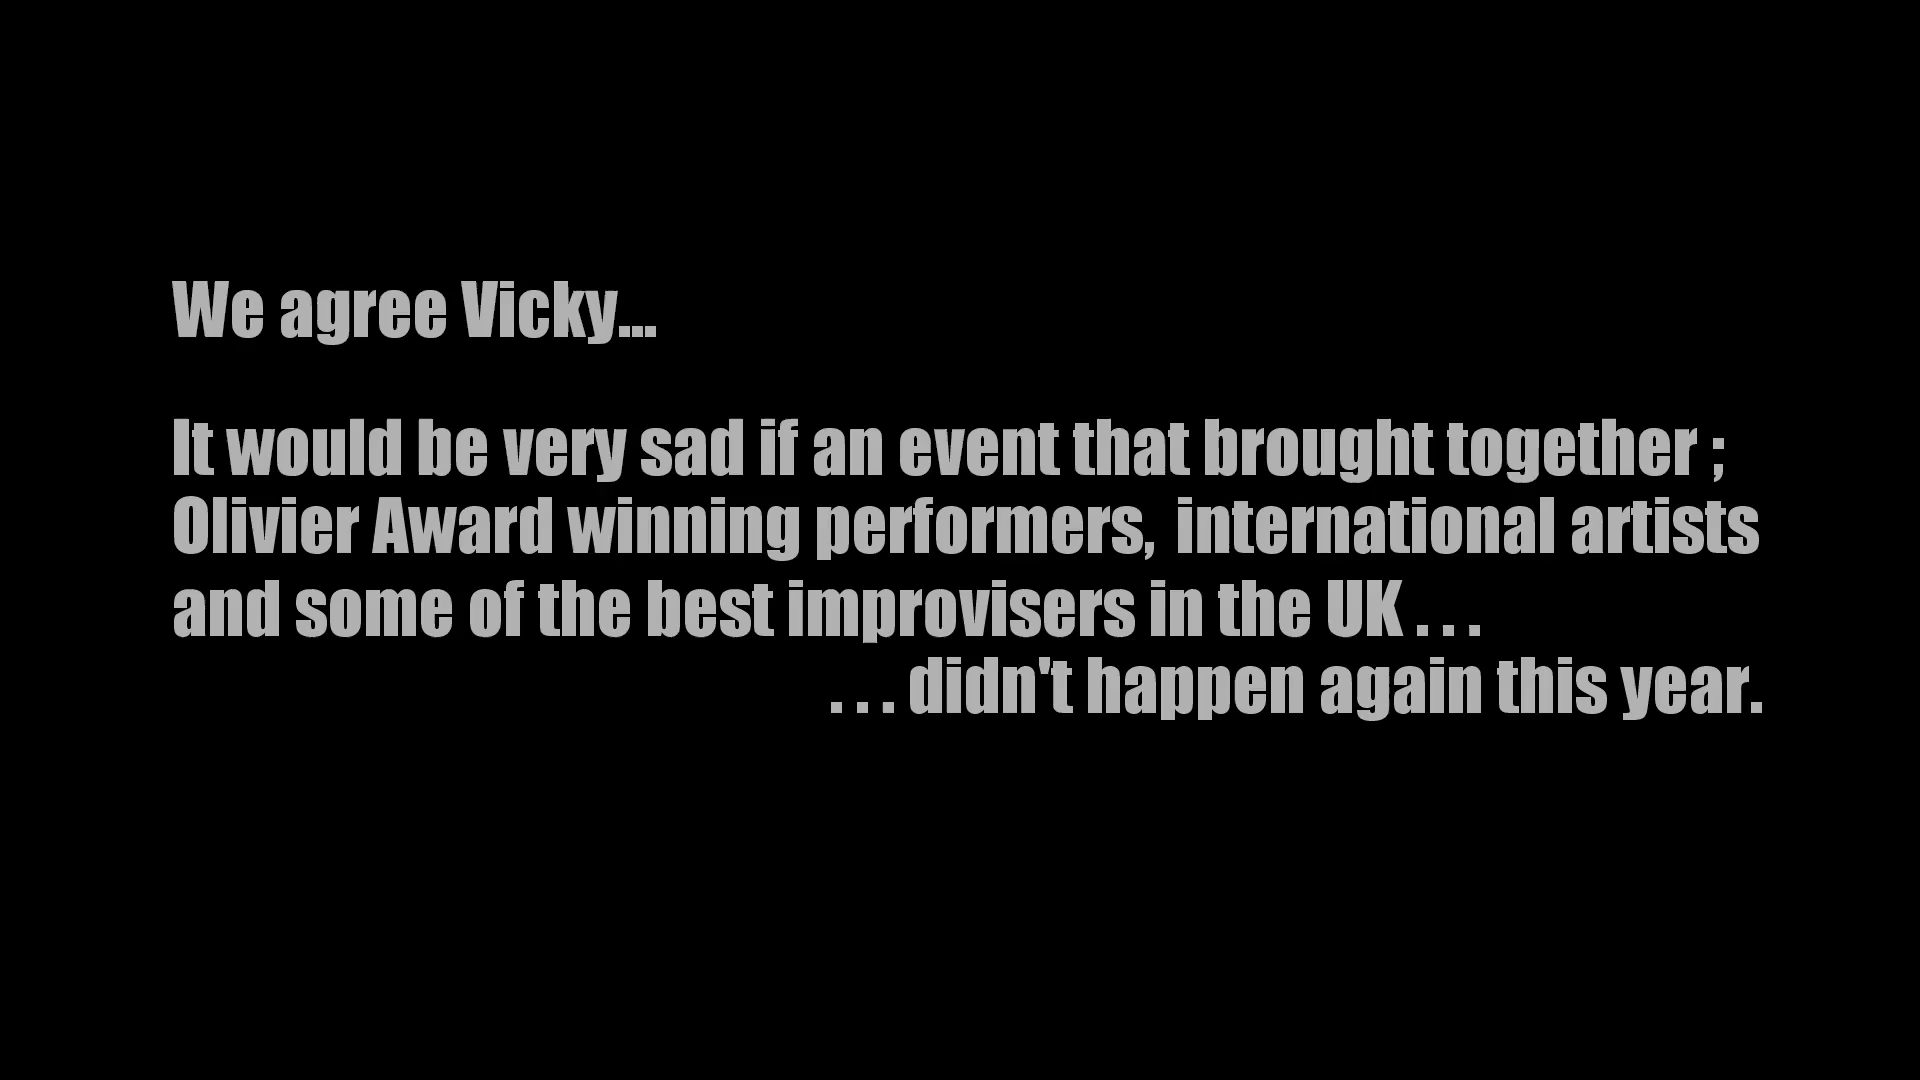 We agree Vicky...
It would be very sad if an event that brought together ;
Olivier Award winning performers, international artists
and some of the best improvisers in the UK . . .
. . . didn't happen again this year.